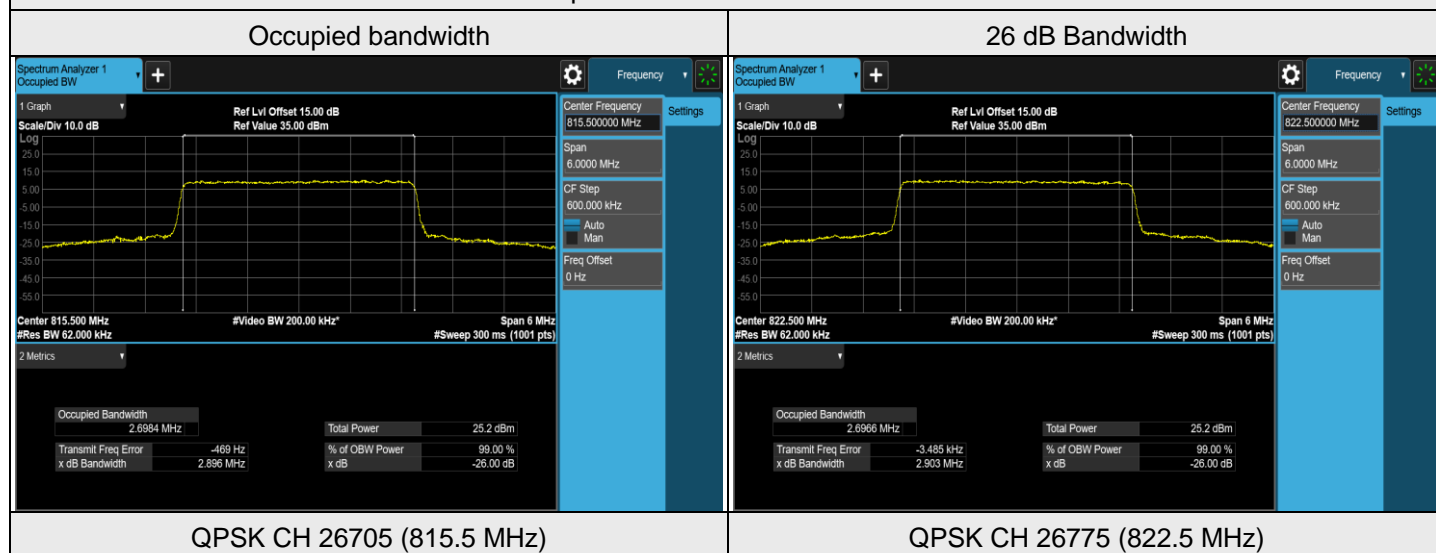 Occupied bandwidth
26 dB Bandwidth
Spectrum Analyzer 1
Occupied BW
+
Frequency
1 Graph
Scale/Div 10.0 dB
Ref Lvl Offset 15.00 dB
Ref Value 35.00 dBm
Log
25.0
15.0
5.00
-5.00
-15.0
-25.0
-35.0
-45.0
-55.0
Center 815.500 MHz
#Res BW 62.000 kHz
#Video BW 200.00 kHz*
Span 6 MHz
#Sweep 300 ms (1001 pts)
Center Frequency
815.500000 MHz
Settings
Span
6.0000 MHz
CF Step
600.000 kHz
Auto
Man
Freq Offset
0 Hz
2 Metrics
Occupied Bandwidth
2.6984 MHz
Total Power 25.2 dBm
Transmit Freq Error -469 Hz
% of OBW Power 99.00 %
x dB Bandwidth 2.896 MHz
x dB -26.00 dB
Spectrum Analyzer 1
Occupied BW
+
Frequency
1 Graph
Scale/Div 10.0 dB
Ref Lvl Offset 15.00 dB
Ref Value 35.00 dBm
Log
25.0
15.0
5.00
-5.00
-15.0
-25.0
-35.0
-45.0
-55.0
Center 822.500 MHz
#Res BW 62.000 kHz
#Video BW 200.00 kHz*
Span 6 MHz
#Sweep 300 ms (1001 pts)
Center Frequency
822.500000 MHz
Settings
Span
6.0000 MHz
CF Step
600.000 kHz
Auto
Man
Freq Offset
0 Hz
2 Metrics
Occupied Bandwidth
2.6966 MHz
Total Power 25.2 dBm
Transmit Freq Error -3.485 kHz
% of OBW Power 99.00 %
x dB Bandwidth 2.903 MHz
x dB -26.00 dB
QPSK CH 26705 (815.5 MHz)
QPSK CH 26775 (822.5 MHz)